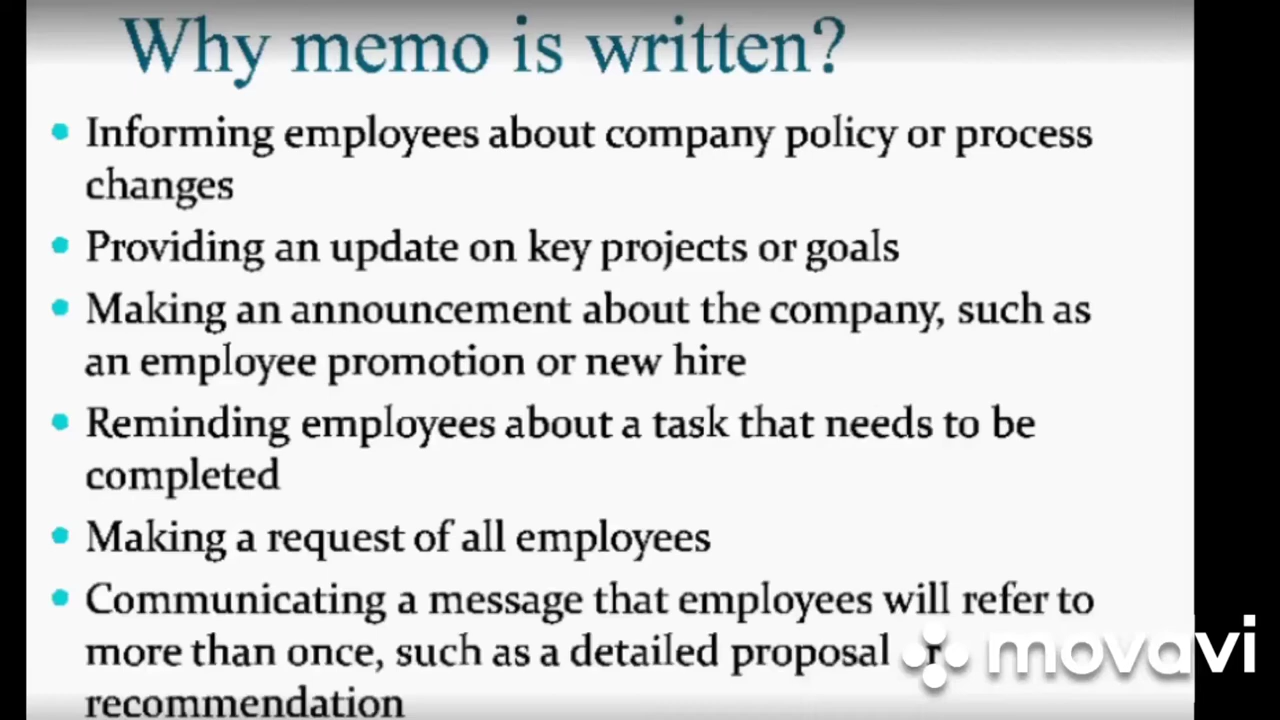 Why memo is written?
Informing employees about company policy or process
changes
Providing an update on key projects or goals
Making an announcement about the company, such as
an employee promotion or new hire
Reminding employees about a task that needs to be
completed
Making a request of all employees
Communicating a message that employees will refer to
more than once, such as a detailed proposal
recommendation
movavi